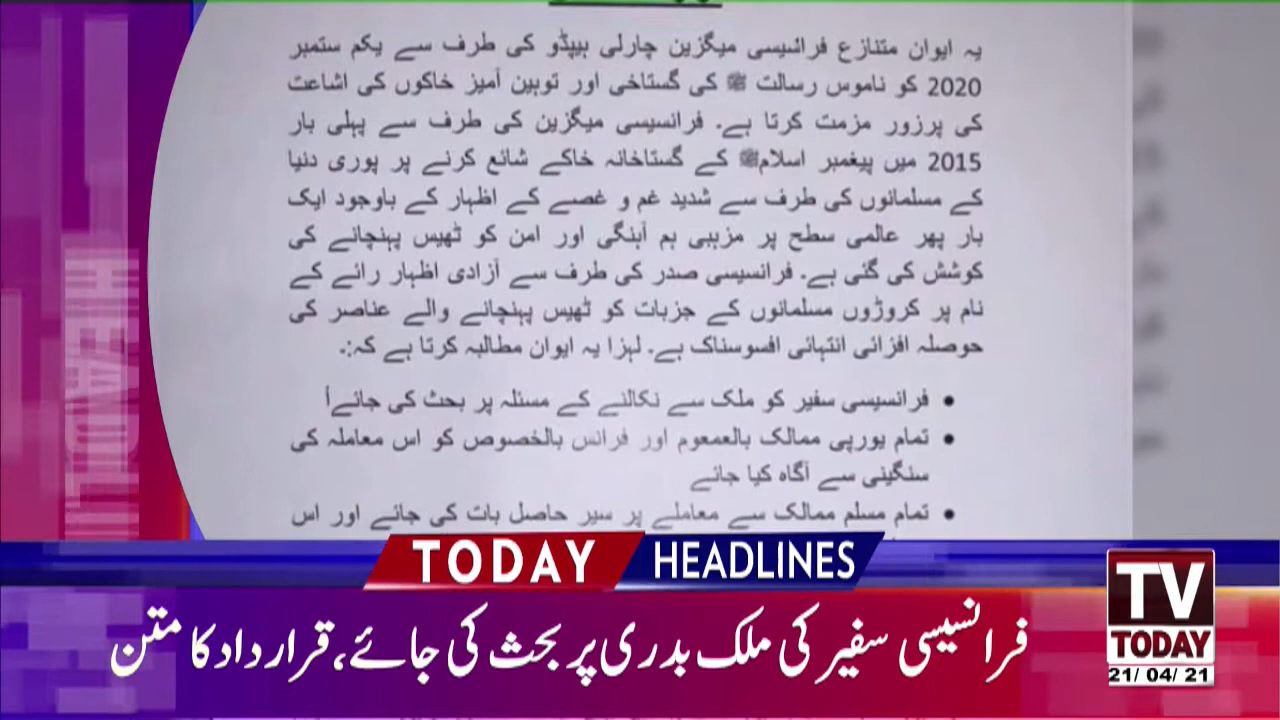 یہ ایوان متنازع فرانسیسی میگزین چارلی ہیپڈو کی طرف سے یکم ستمبر
2020 کو ناموس رسالت ﷺ کی گستاخی اور توہین آمیز خاکوں کی اشاعت
کی پرزور مزمت کرتا ہے۔ فرانسیسی میگزین کی طرف سے پہلی بار
2015 میں پیغمبر اسلامﷺ کے گستاخانہ خاکے شائع کرنے پر پوری دنیا
کے مسلمانوں کی طرف سے شدید غم و غصے کے اظہار کے باوجود ایک
بار پھر عالمی سطح پر مزہبی ہم آہنگی اور امن کو ٹھیس پہنچانے کی
کوشش کی گئی ہے۔ فرانسیسی صدر کی طرف سے آزادی اظہار رائے کے
نام پر کروڑوں مسلمانوں کے جزبات کو ٹھیس پہنچانے والے عناصر کی
حوصلہ افزائی انتہائی افسوسناک ہے۔ لہزا یہ ایوان مطالبہ کرتا ہے کہ:۔
• فرانسیسی سفیر کو ملک سے نکالنے کے مسئلہ پر بحث کی جائے أ
• تمام یورپی ممالک بالعمعوم اور فرانس بالخصوص کو اس معاملہ کی
سنگینی سے آگاہ کیا جائے
• تمام مسلم ممالک سے معاملے پر سیر حاصل بات کی جائے اور اس
HEADLI
TODAY HEADLINES
فرانسیسی سفیر کی ملک بدری پر بحث کی جائے، قرارداد کا متن
TV
TODAY
21/ 04/ 21